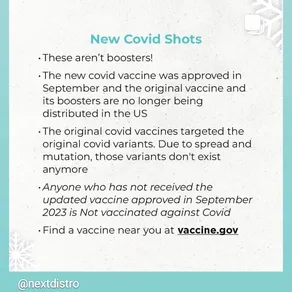 New Covid Shots
• These aren't boosters!
• The new covid vaccine was approved in
September and the original vaccine and
its boosters are no longer being
distributed in the US
• The original covid vaccines targeted the
original covid variants. Due to spread and
mutation, those variants don't exist
anymore
• Anyone who has not received the
updated vaccine approved in September
2023 is Not vaccinated against Covid
• Find a vaccine near you at vaccine.gov
@nextdistro